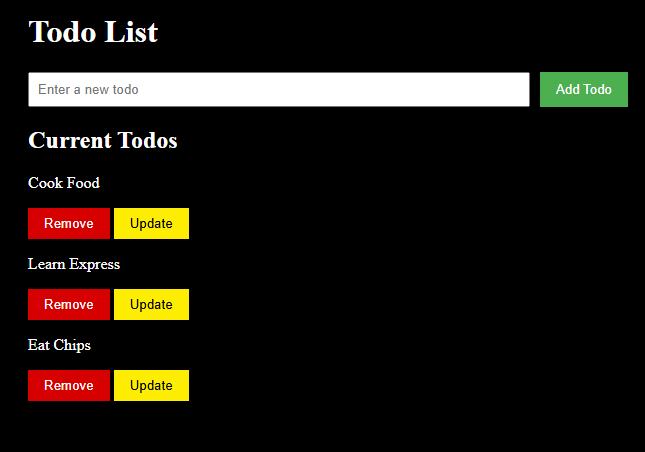 Todo List
Enter a new todo Add Todo
Current Todos
Cook Food
Remove Update
Learn Express
Remove Update
Eat Chips
Remove Update